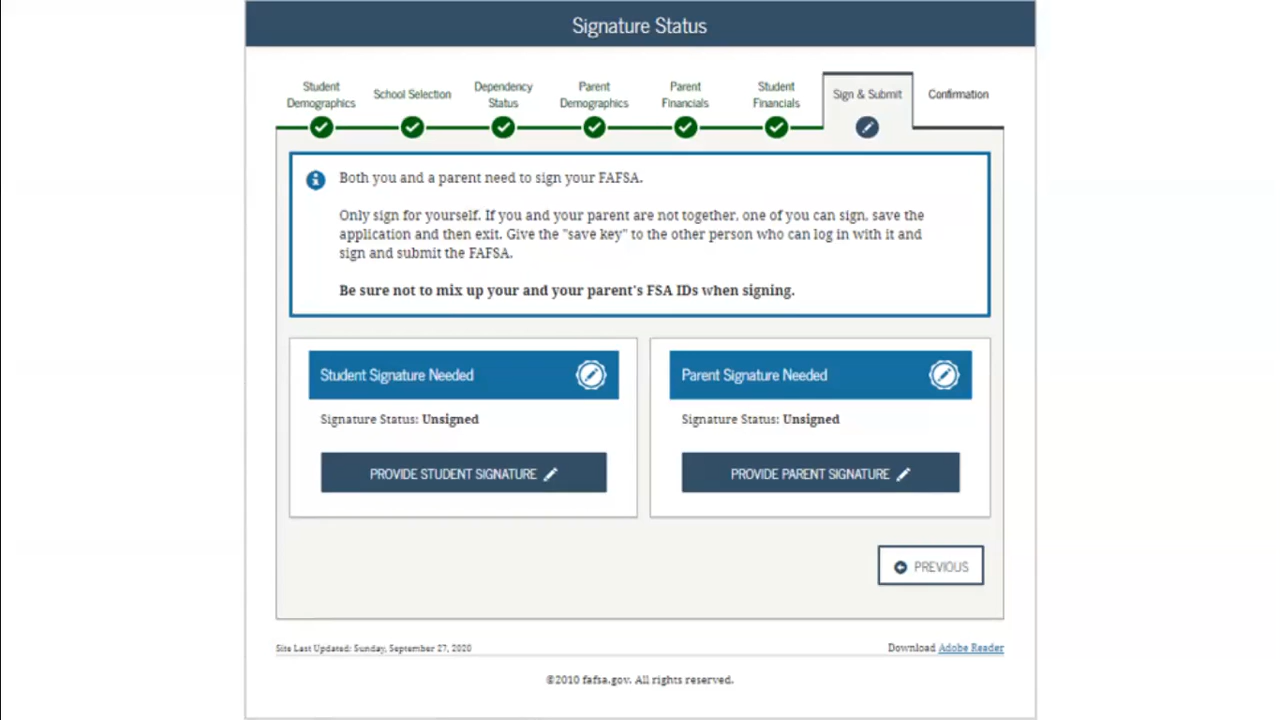 Signature Status
Student
Demographics
School Selection
Dependency
Status
Parent
Demographics
Parent
Financials
Student
Financials
Sign & Submit
Confirmation
Both you and a parent need to sign your FAFSA.
Only sign for yourself. If you and your parent are not together, one of you can sign, save the
application and then exit. Give the "save key" to the other person who can log in with it and
sign and submit the FAFSA.
Be sure not to mix up your and your parent's FSA IDs when signing.
Student Signature Needed
Signature Status: Unsigned
PROVIDE STUDENT SIGNATURE
Parent Signature Needed
Signature Status: Unsigned
PROVIDE PARENT SIGNATURE
PREVIOUS
Site Last Updated: Sunday, September 27, 2020
Download Adobe Reader
©2010 fafsa.gov. All rights reserved.